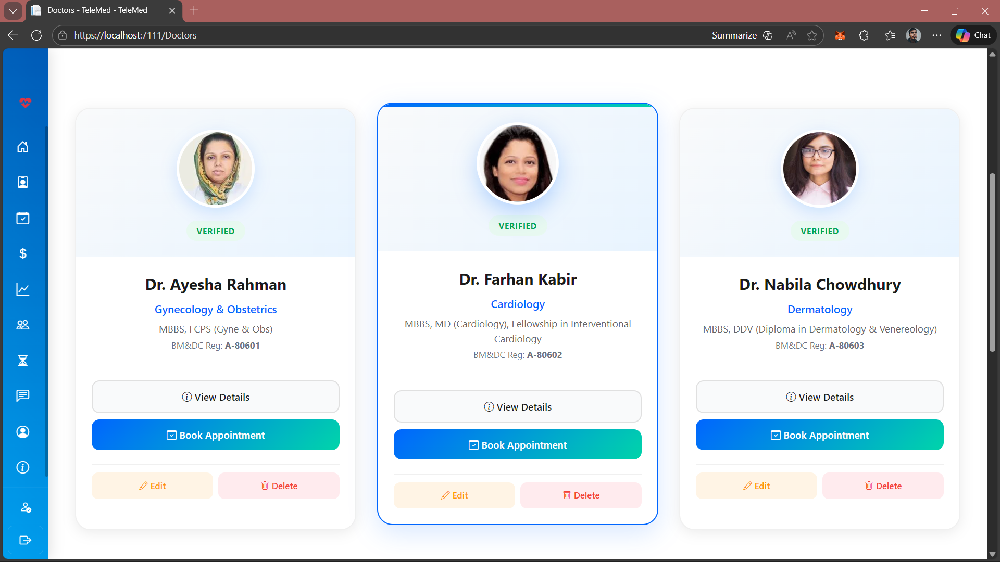 Doctors - TeleMed - TeleMed
https://localhost:7111/Doctors
Summarize
Chat
VERIFIED
Dr. Ayesha Rahman
Gynecology & Obstetrics
MBBS, FCPS (Gyne & Obs)
BM&DC Reg: A-80601
View Details
Book Appointment
Edit
Delete
VERIFIED
Dr. Farhan Kabir
Cardiology
MBBS, MD (Cardiology), Fellowship in Interventional
Cardiology
BM&DC Reg: A-80602
View Details
Book Appointment
Edit
Delete
VERIFIED
Dr. Nabila Chowdhury
Dermatology
MBBS, DDV (Diploma in Dermatology & Venereology)
BM&DC Reg: A-80603
View Details
Book Appointment
Edit
Delete